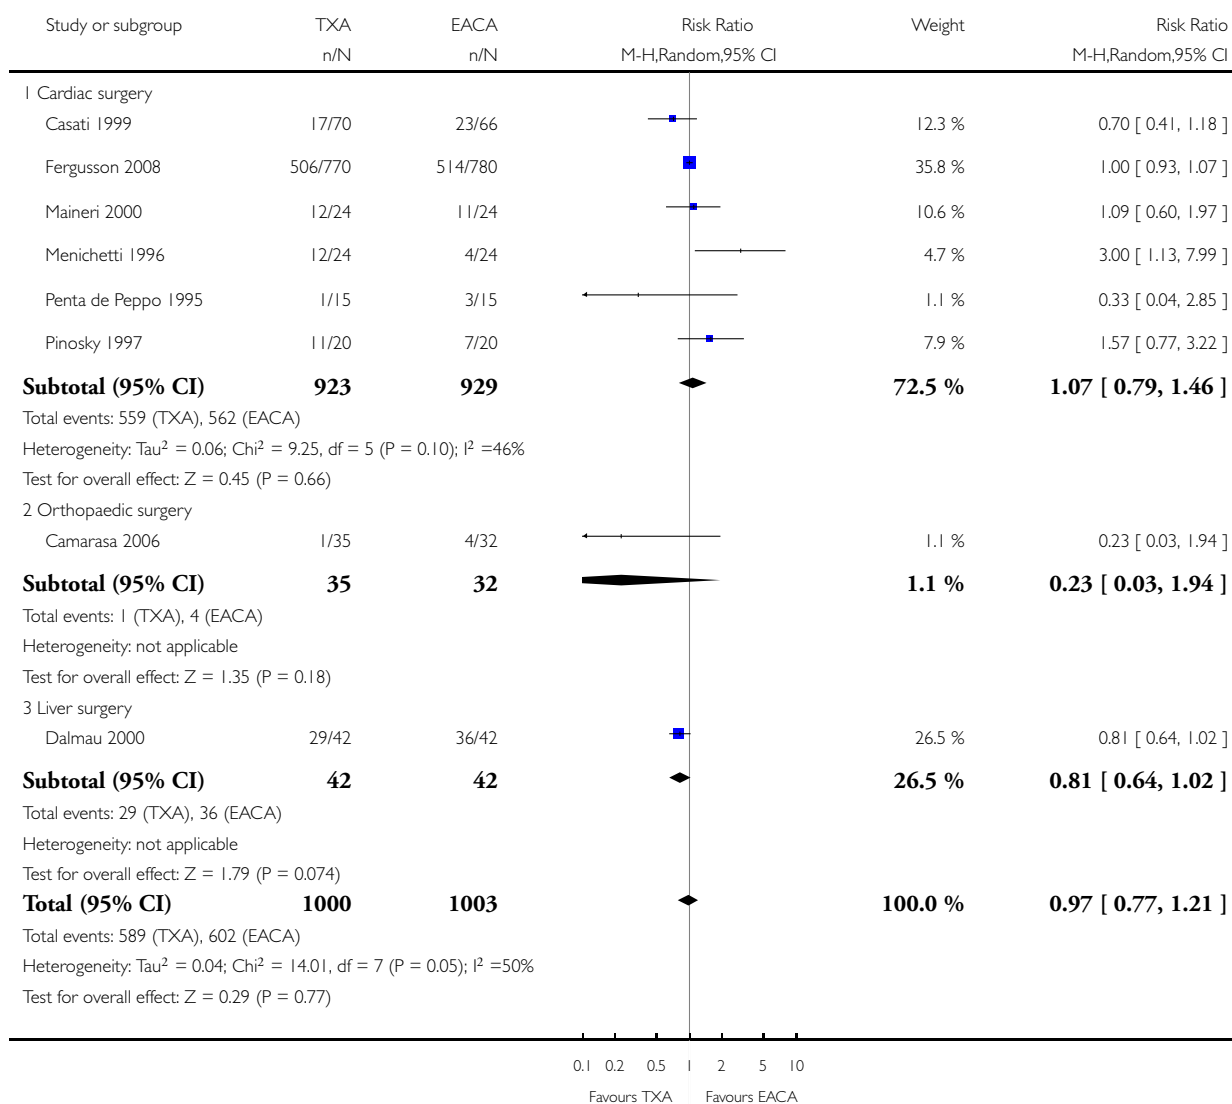 Study or subgroup TXA EACA Risk Ratio Weight Risk Ratio
n/N n/N M-H,Random,95% CI M-H,Random,95% CI
1 Cardiac surgery
Casati 1999 17/70 23/66 12.3 % 0.70 [ 0.41, 1.18 ]
Fergusson 2008 506/770 514/780 35.8 % 1.00 [ 0.93, 1.07 ]
Maineri 2000 12/24 11/24 10.6 % 1.09 [ 0.60, 1.97 ]
Menichetti 1996 12/24 4/24 4.7 % 3.00 [ 1.13, 7.99 ]
Penta de Peppo 1995 1/15 3/15 1.1 % 0.33 [ 0.04, 2.85 ]
Pinosky 1997 11/20 7/20 7.9 % 1.57 [ 0.77, 3.22 ]
Subtotal (95% CI) 923 929 72.5 % 1.07 [ 0.79, 1.46 ]
Total events: 559 (TXA), 562 (EACA)
Heterogeneity: Tau² = 0.06; Chi² = 9.25, df = 5 (P = 0.10); I² =46%
Test for overall effect: Z = 0.45 (P = 0.66)
2 Orthopaedic surgery
Camarasa 2006 1/35 4/32 1.1 % 0.23 [ 0.03, 1.94 ]
Subtotal (95% CI) 35 32 1.1 % 0.23 [ 0.03, 1.94 ]
Total events: 1 (TXA), 4 (EACA)
Heterogeneity: not applicable
Test for overall effect: Z = 1.35 (P = 0.18)
3 Liver surgery
Dalmau 2000 29/42 36/42 26.5 % 0.81 [ 0.64, 1.02 ]
Subtotal (95% CI) 42 42 26.5 % 0.81 [ 0.64, 1.02 ]
Total events: 29 (TXA), 36 (EACA)
Heterogeneity: not applicable
Test for overall effect: Z = 1.79 (P = 0.074)
Total (95% CI) 1000 1003 100.0 % 0.97 [ 0.77, 1.21 ]
Total events: 589 (TXA), 602 (EACA)
Heterogeneity: Tau² = 0.04; Chi² = 14.01, df = 7 (P = 0.05); I² =50%
Test for overall effect: Z = 0.29 (P = 0.77)
0.1 0.2 0.5 1 2 5 10
Favours TXA Favours EACA